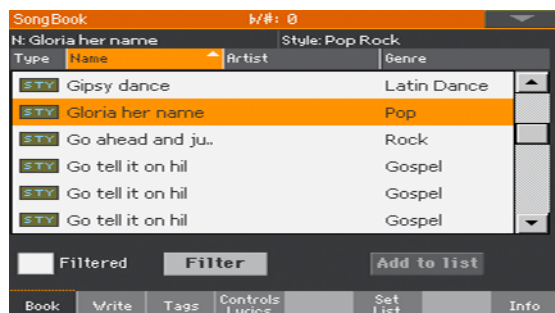 SongBook ♭/#: 0
N: Gloria her name Style: Pop Rock
Type Name Artist Genre
STY Gipsy dance Latin Dance
STY Gloria her name Pop
STY Go ahead and ju.. Rock
STY Go tell it on hil Gospel
STY Go tell it on hil Gospel
STY Go tell it on hil Gospel
Filtered Filter Add to list
Book Write Tags Controls Lyrics Set List Info